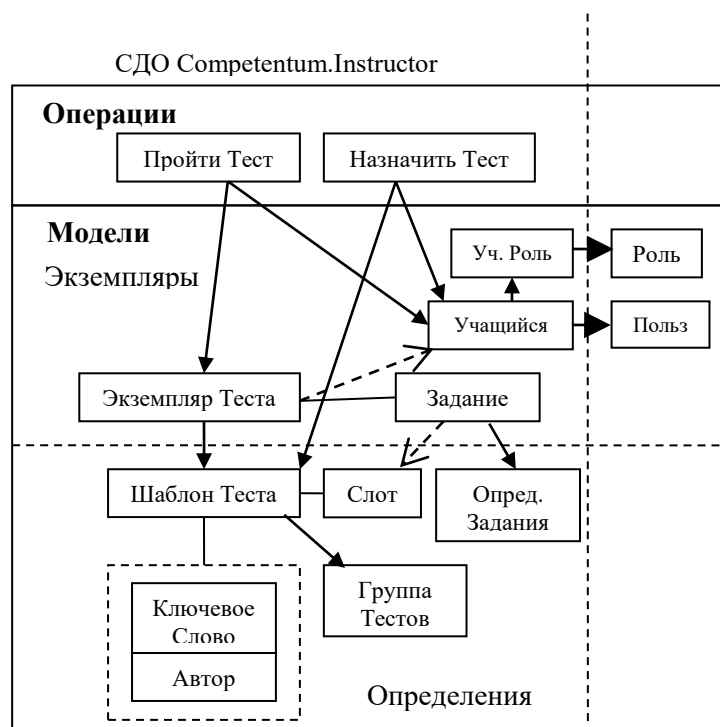 СДО Competentum.Instructor
Операции
Пройти Тест
Назначить Тест
Модели
Уч. Роль
Роль
Экземпляры
Учащийся
Польз
Экземпляр Теста
Задание
Шаблон Теста
Слот
Опред.
Задания
Группа
Тестов
Ключевое
Слово
Автор
Определения